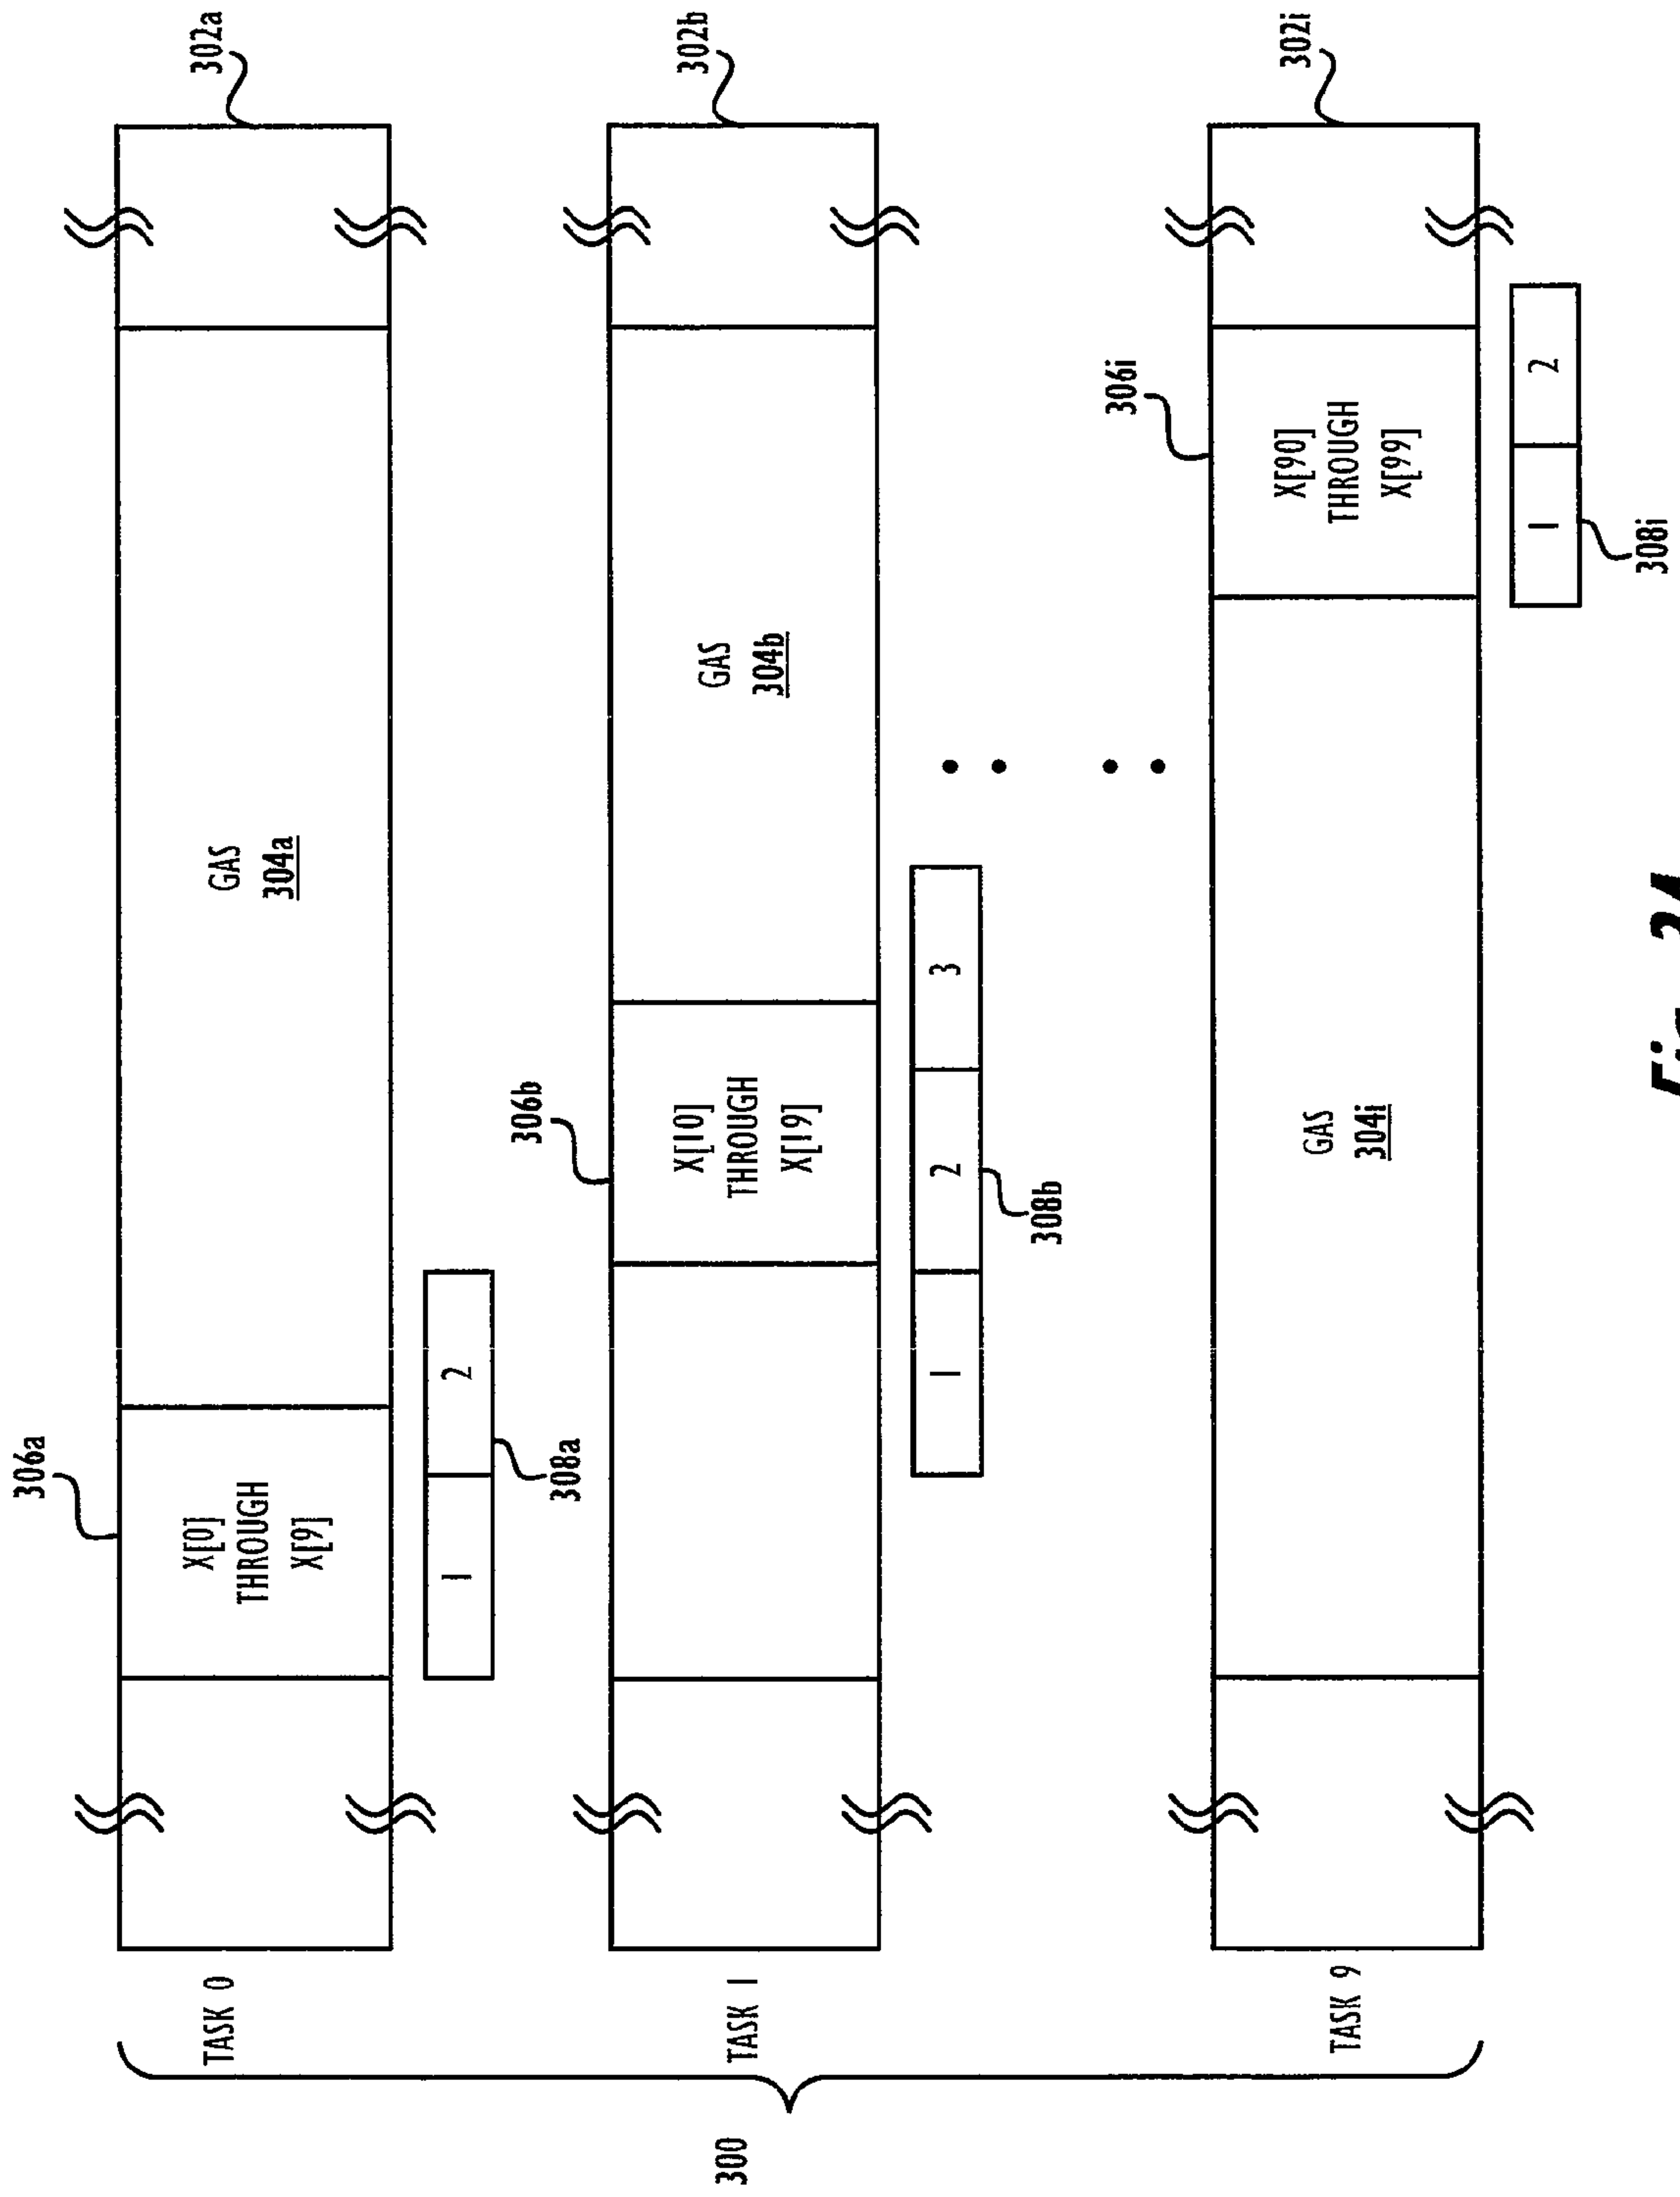 300
TASK 0
306a
X[0]
THROUGH
X[9]
GAS
304a
302a
1
2
308a
TASK 1
306b
X[10]
THROUGH
X[19]
GAS
304b
302b
1
2
3
308b
TASK 9
GAS
304i
306i
X[90]
THROUGH
X[99]
302i
1
2
308i